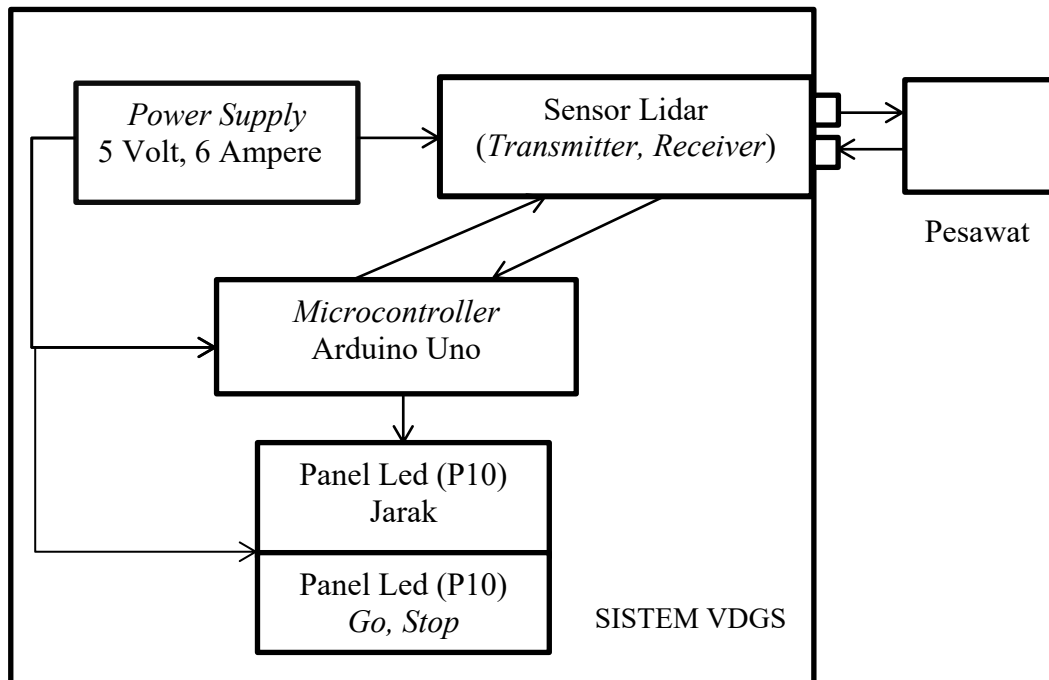 Power Supply
5 Volt, 6 Ampere
Sensor Lidar
(Transmitter, Receiver)
Pesawat
Microcontroller
Arduino Uno
Panel Led (P10)
Jarak
Panel Led (P10)
Go, Stop
SISTEM VDGS